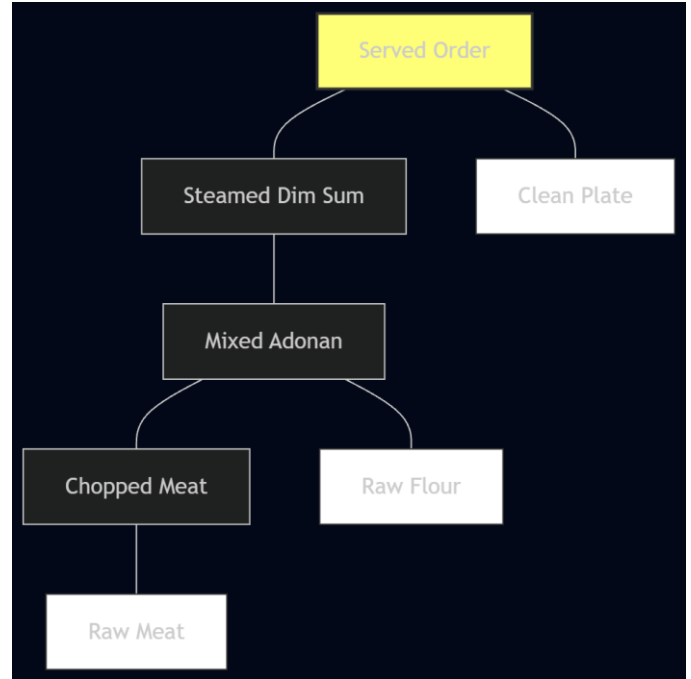 Served Order
Steamed Dim Sum
Clean Plate
Mixed Adonan
Chopped Meat
Raw Flour
Raw Meat